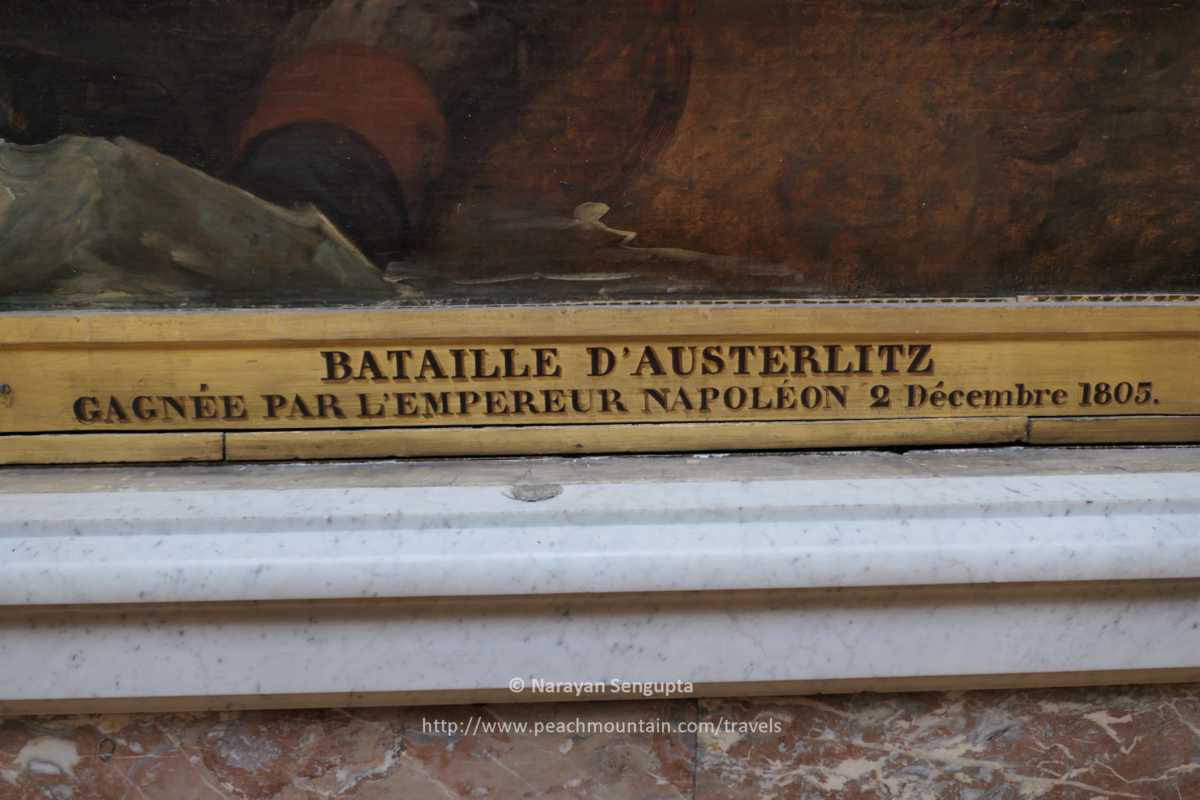 BATAILLE D'AUSTERLITZ
GAGNÉE PAR L'EMPEREUR NAPOLÉON 2 Décembre 1805.
© Narayan Sengupta
http://www.peachmountain.com/travels